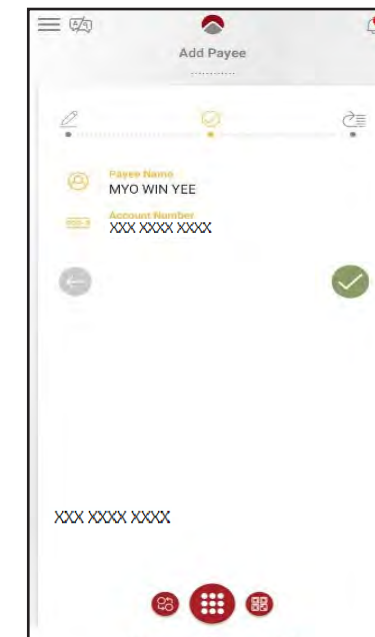 Add Payee
Payee Name
MYO WIN YEE
Account Number
XXX XXXX XXXX
XXX XXXX XXXX